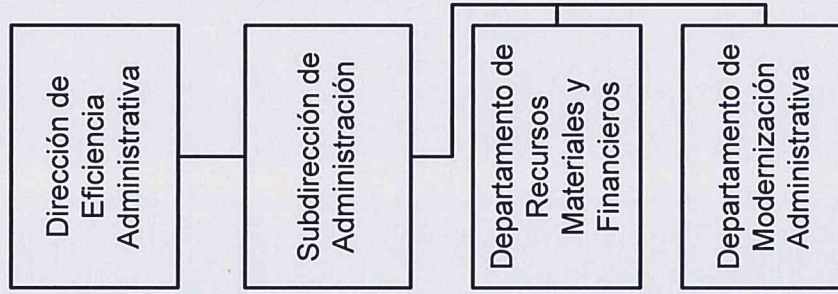 Dirección de
Eficiencia
Administrativa
Subdirección de
Administración
Departamento de
Recursos
Materiales y
Financieros
Departamento de
Modernización
Administrativa